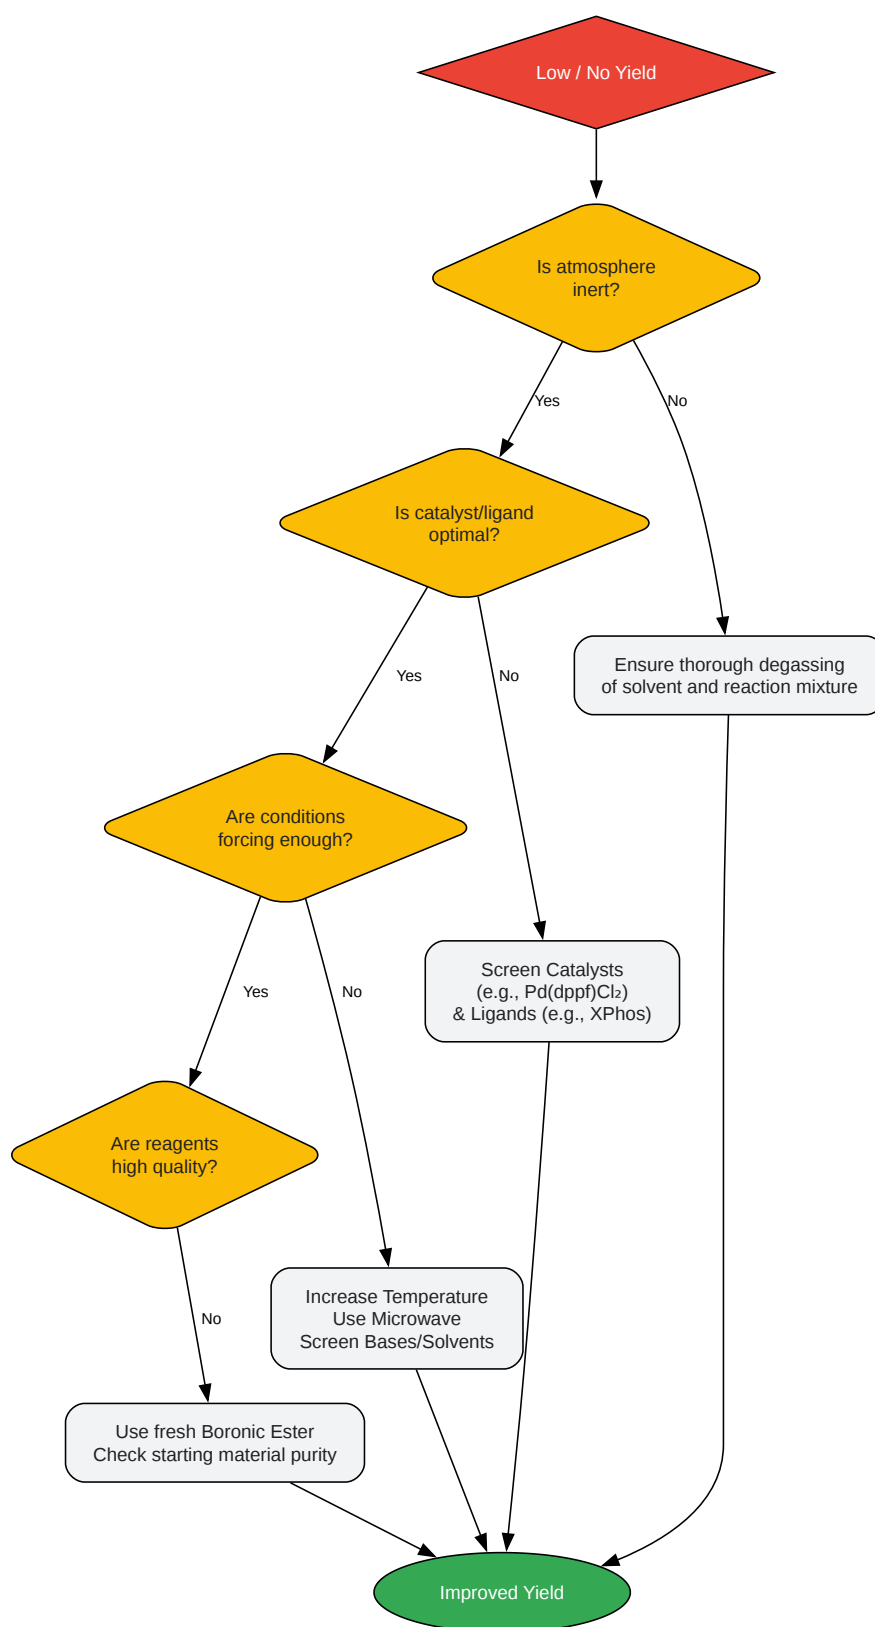 Low / No Yield
Is atmosphere
inert?
Yes
No
Is catalyst/ligand
optimal?
Ensure thorough degassing
of solvent and reaction mixture
Yes
No
Are conditions
forcing enough?
Screen Catalysts
(e.g., Pd(dppf)Cl₂)
& Ligands (e.g., XPhos)
Yes
No
Are reagents
high quality?
Increase Temperature
Use Microwave
Screen Bases/Solvents
No
Use fresh Boronic Ester
Check starting material purity
Improved Yield